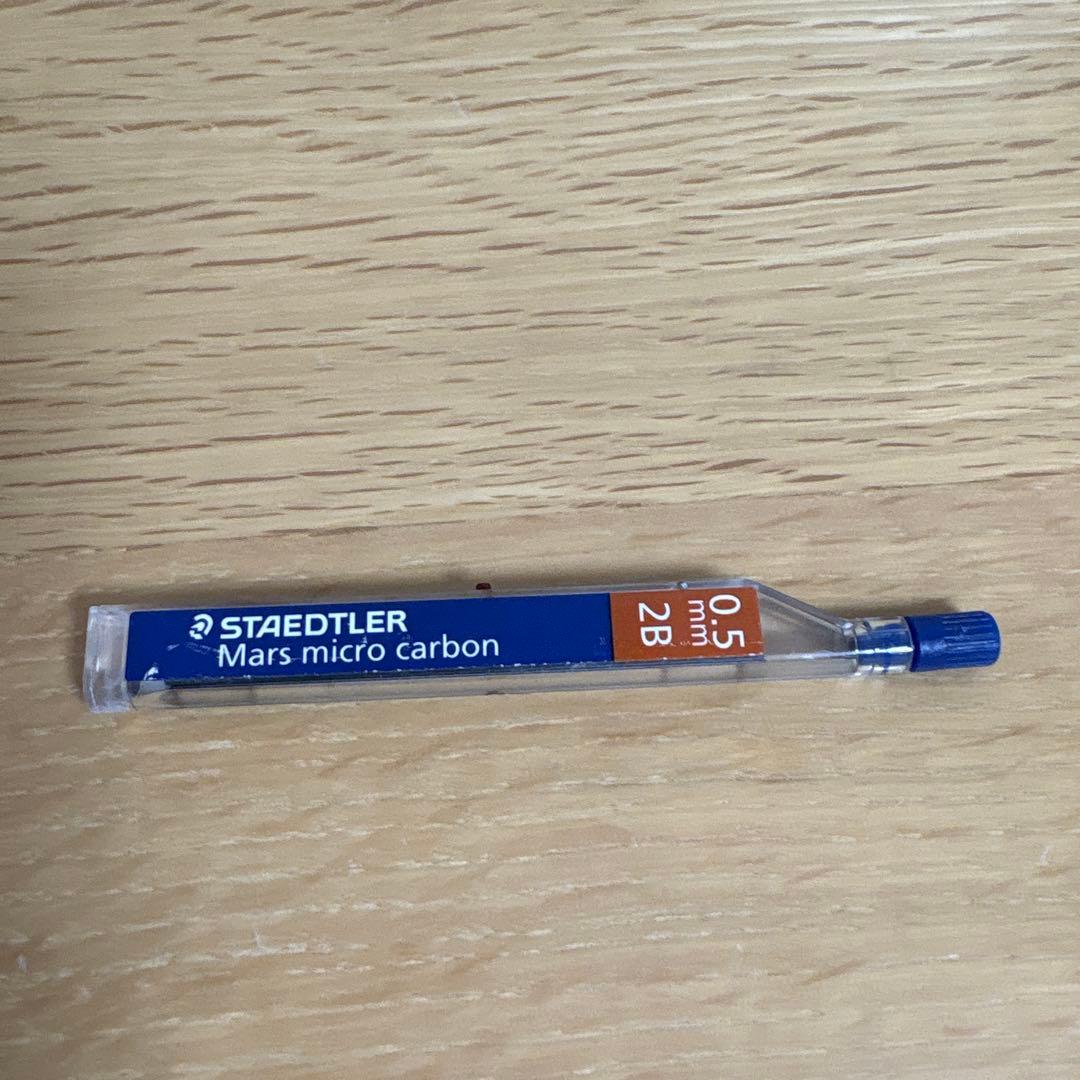 STAEDTLER
Mars micro carbon
0.5
mm
2B